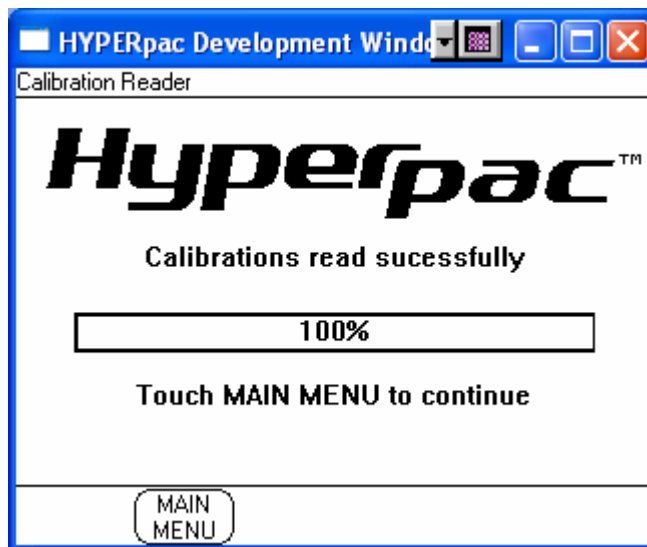 HYPERpac Development Windo
Calibration Reader
Hyperpac™
Calibrations read sucessfully
100%
Touch MAIN MENU to continue
MAIN
MENU